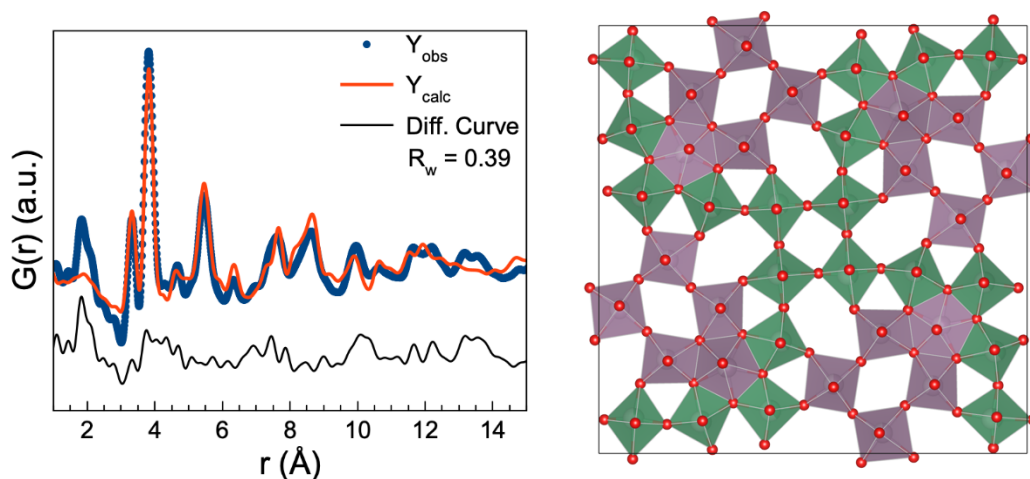 Y_obs
Y_calc
Diff. Curve
R_w = 0.39
G(r) (a.u.)
2 4 6 8 10 12 14
r (Å)